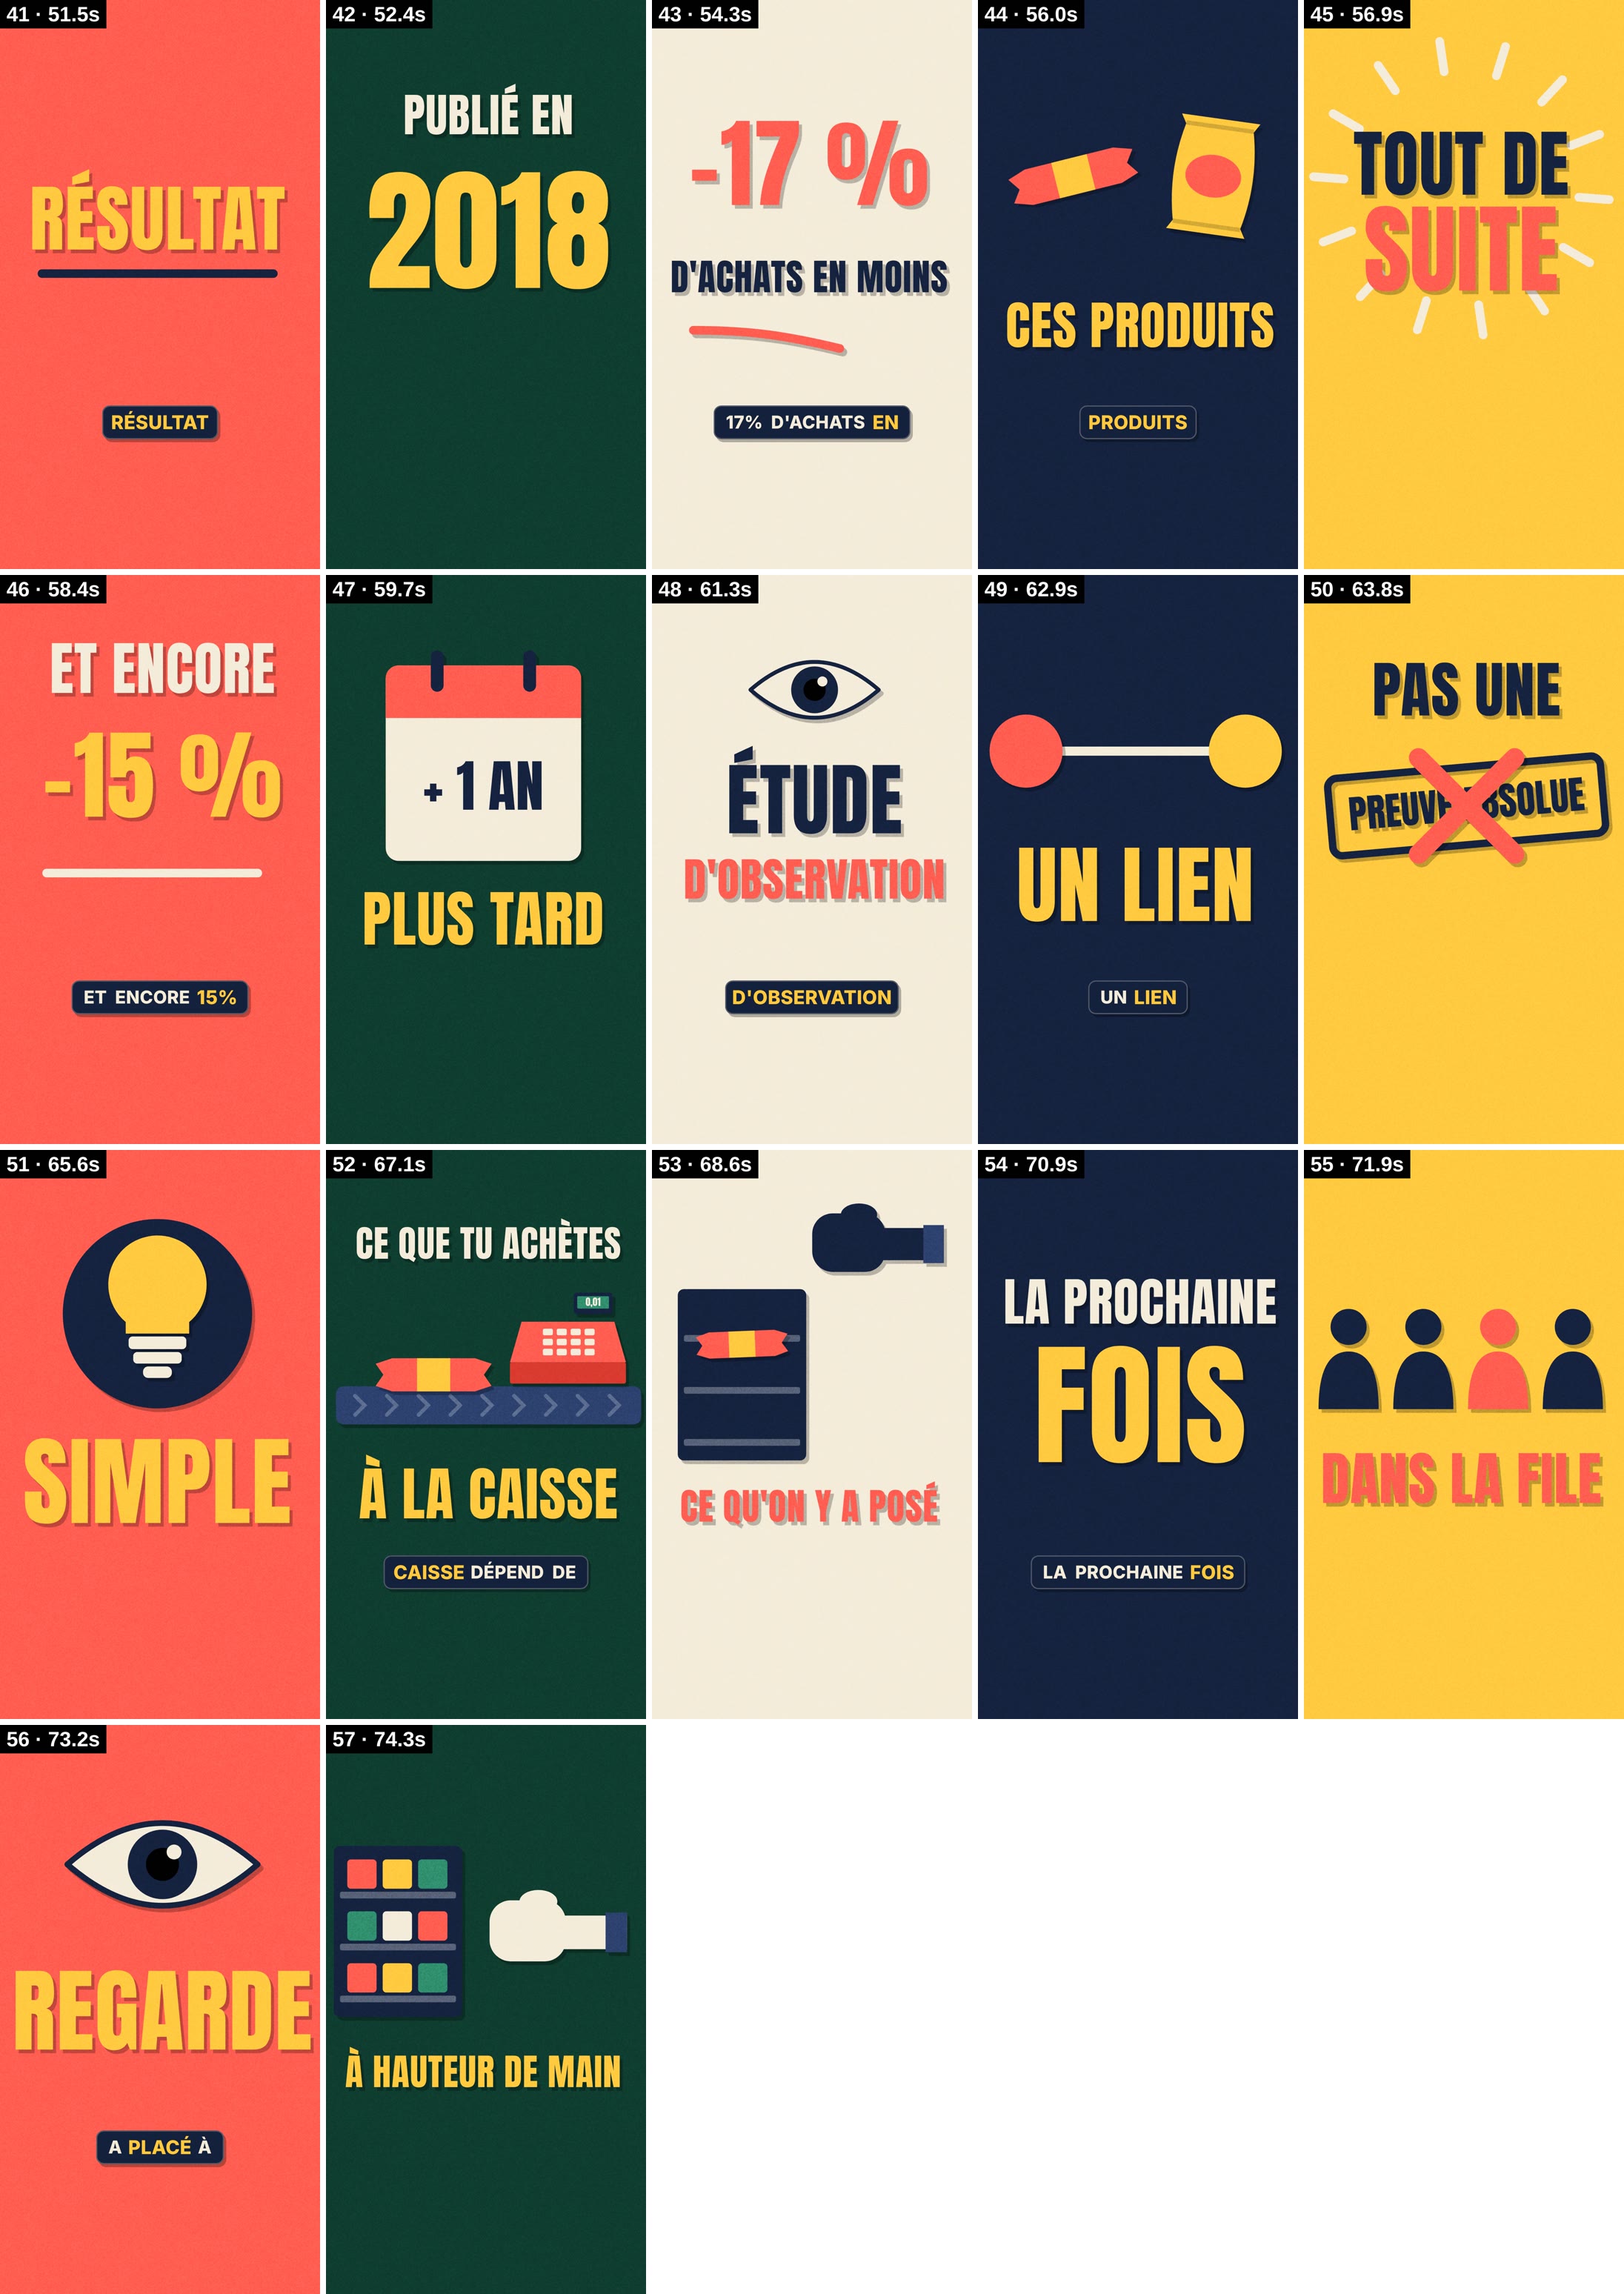 41 · 51.5s
RÉSULTAT
RÉSULTAT
42 · 52.4s
PUBLIÉ EN
2018
43 · 54.3s
-17 %
D'ACHATS EN MOINS
17% D'ACHATS EN
44 · 56.0s
CES PRODUITS
PRODUITS
45 · 56.9s
TOUT DE
SUITE
46 · 58.4s
ET ENCORE
-15 %
ET ENCORE 15%
47 · 59.7s
+ 1 AN
PLUS TARD
48 · 61.3s
ÉTUDE
D'OBSERVATION
D'OBSERVATION
49 · 62.9s
UN LIEN
UN LIEN
50 · 63.8s
PAS UNE
PREUVE ABSOLUE
51 · 65.6s
SIMPLE
52 · 67.1s
CE QUE TU ACHÈTES
0,01
À LA CAISSE
CAISSE DÉPEND DE
53 · 68.6s
CE QU'ON Y A POSÉ
54 · 70.9s
LA PROCHAINE
FOIS
LA PROCHAINE FOIS
55 · 71.9s
DANS LA FILE
56 · 73.2s
REGARDE
A PLACÉ À
57 · 74.3s
À HAUTEUR DE MAIN